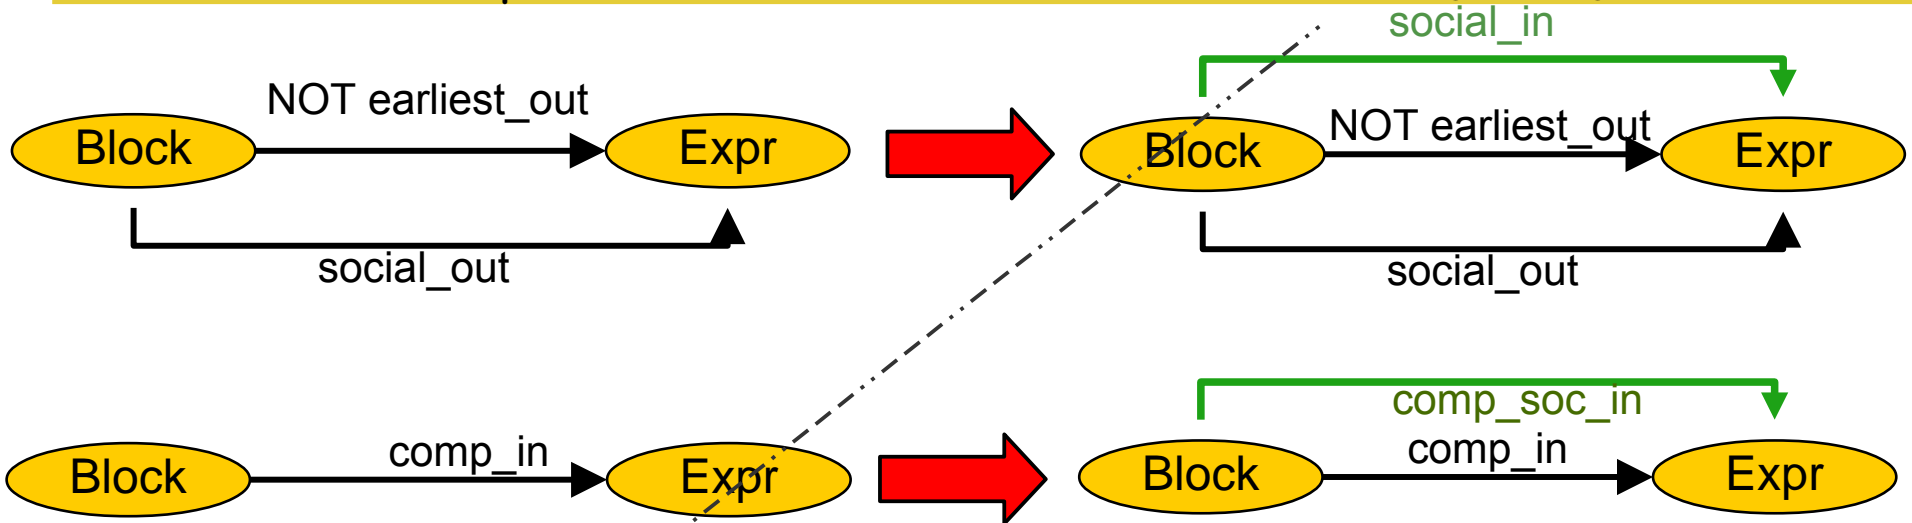 social_in
NOT earliest_out
Block
Expr
social_out
NOT earliest_out
Block
Expr
social_out
comp_in
Block
Expr
comp_soc_in
comp_in
Block
Expr